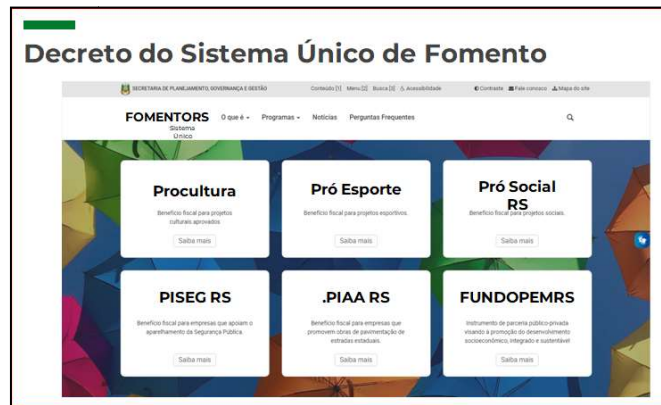 Decreto do Sistema Único de Fomento
SECRETARIA DE PLANEJAMENTO, GOVERNANÇA E GESTÃO
Conteúdo [1] Menu [2] Busca [3] Acessibilidade
Contraste Fale conosco Mapa do site
FOMENTORS
Sistema
Único
O que é Programas Notícias Perguntas Frequentes
Procultura
Benefício fiscal para projetos
culturais aprovados
Saiba mais
Pró Esporte
Benefício fiscal para projetos esportivos.
Saiba mais
Pró Social
RS
Benefício fiscal para projetos sociais.
Saiba mais
PISEG RS
Benefício fiscal para empresas que apoiam o
aparelhamento da Segurança Pública.
Saiba mais
.PIAA RS
Benefício fiscal para empresas que
promovem obras de pavimentação de
estradas estaduais.
Saiba mais
FUNDOPEMRS
Instrumento de parceria público-privada
visando à promoção do desenvolvimento
socioeconômico, integrado e sustentável
Saiba mais